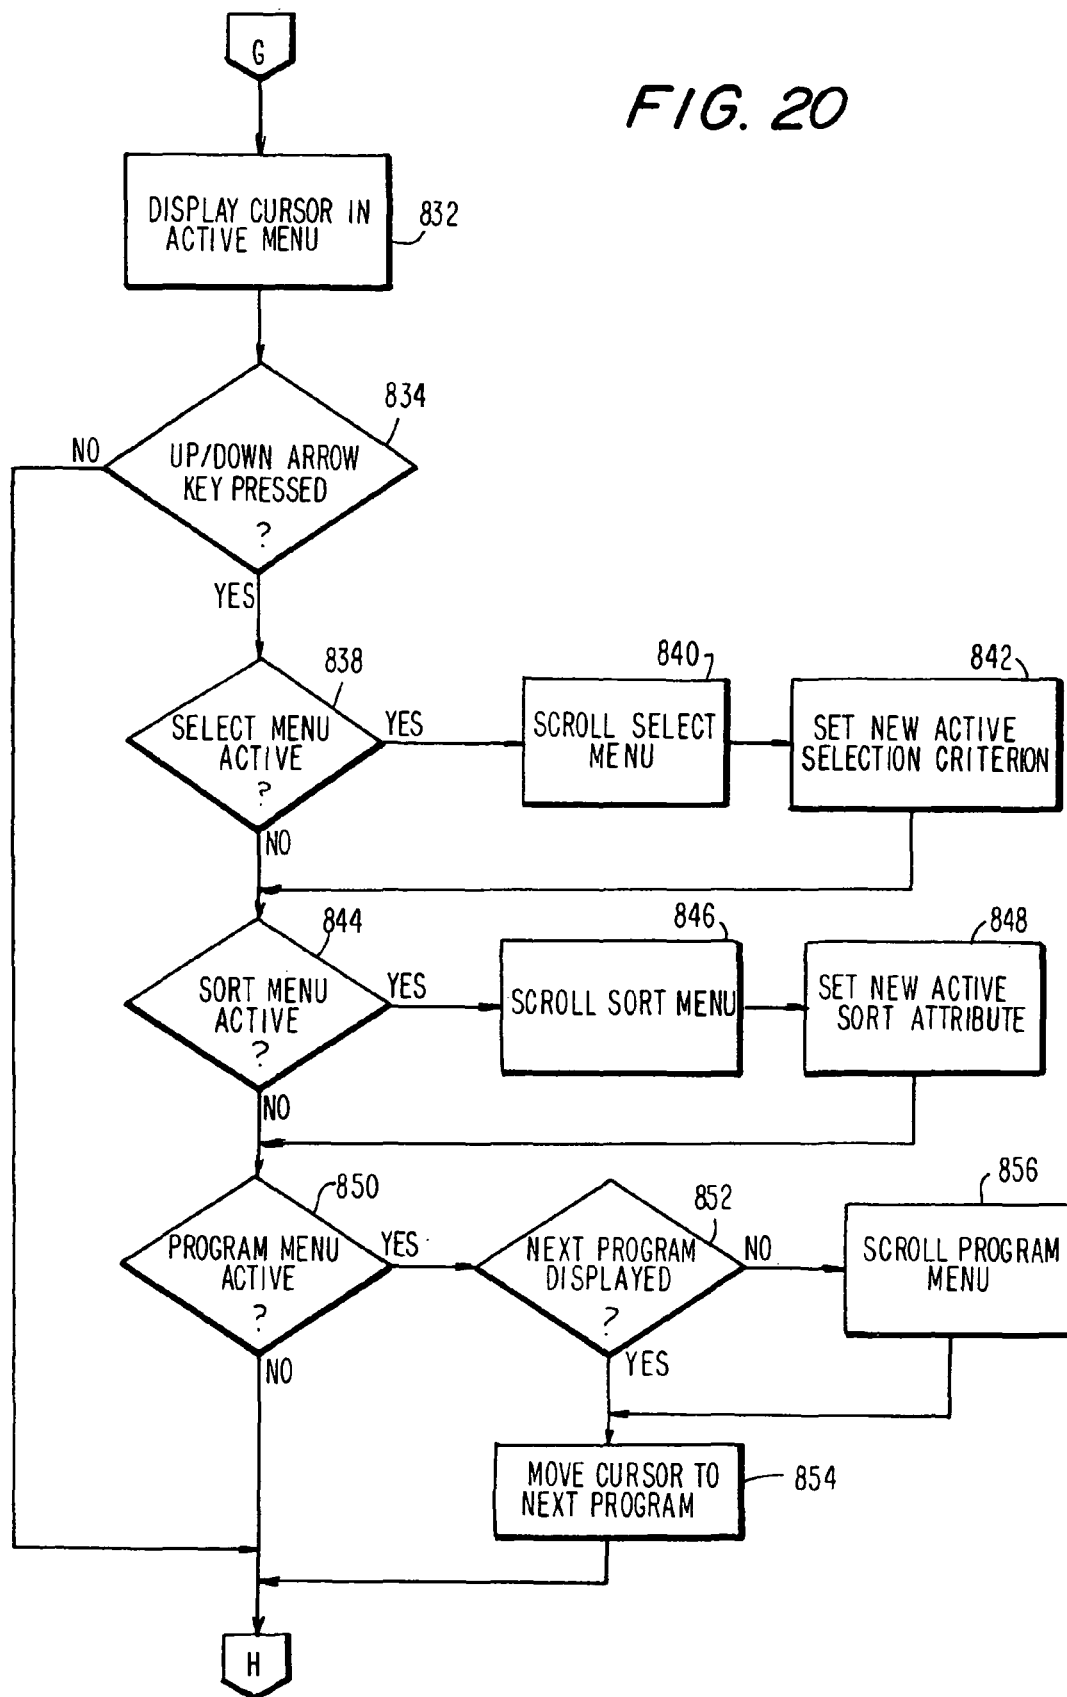 G
FIG. 20
DISPLAY CURSOR IN
ACTIVE MENU
832
834
NO
UP/DOWN ARROW
KEY PRESSED
?
YES
838
SELECT MENU
ACTIVE
?
YES
NO
840
SCROLL SELECT
MENU
842
SET NEW ACTIVE
SELECTION CRITERION
844
SORT MENU
ACTIVE
?
YES
NO
846
SCROLL SORT MENU
848
SET NEW ACTIVE
SORT ATTRIBUTE
850
PROGRAM MENU
ACTIVE
?
YES
NO
852
NEXT PROGRAM
DISPLAYED
?
NO
YES
856
SCROLL PROGRAM
MENU
MOVE CURSOR TO
NEXT PROGRAM
854
H